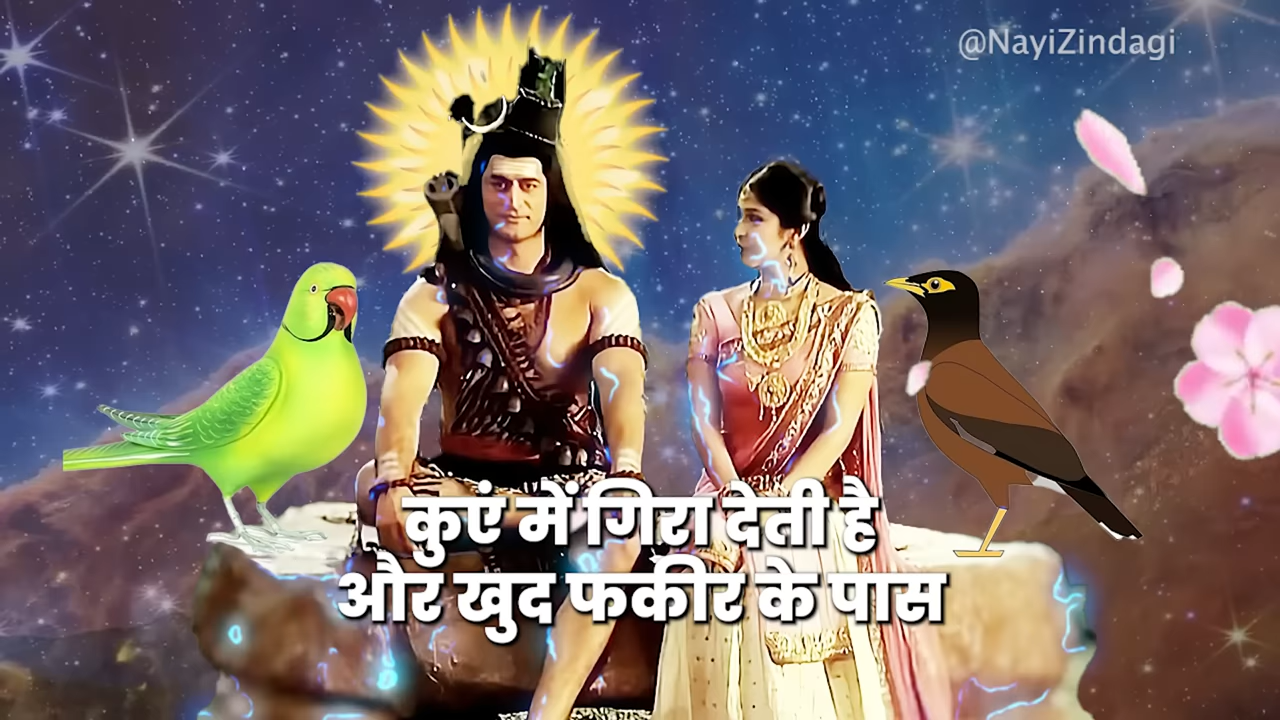 @NayiZindagi
कुएं में गिरा देती है
और खुद फकीर के पास